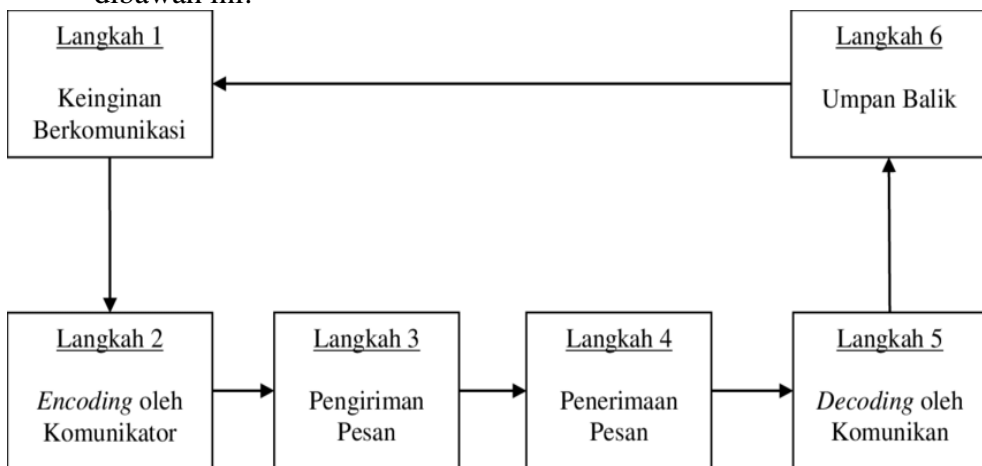 dibawah ini:
Langkah 1
Keinginan
Berkomunikasi
Langkah 2
Encoding oleh
Komunikator
Langkah 3
Pengiriman
Pesan
Langkah 4
Penerimaan
Pesan
Langkah 5
Decoding oleh
Komunikan
Langkah 6
Umpan Balik